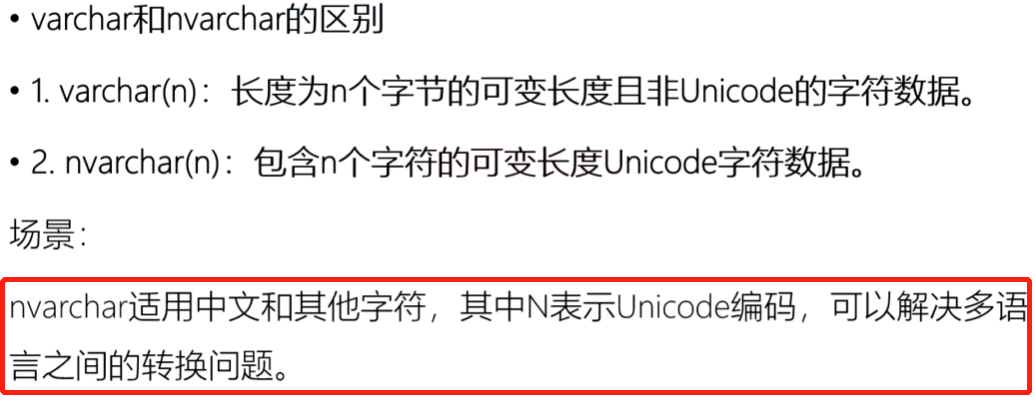 • varchar和nvarchar的区别
• 1. varchar(n)：长度为n个字节的可变长度且非Unicode的字符数据。
• 2. nvarchar(n)：包含n个字符的可变长度Unicode字符数据。
场景：
nvarchar适用中文和其他字符，其中N表示Unicode编码，可以解决多语
言之间的转换问题。